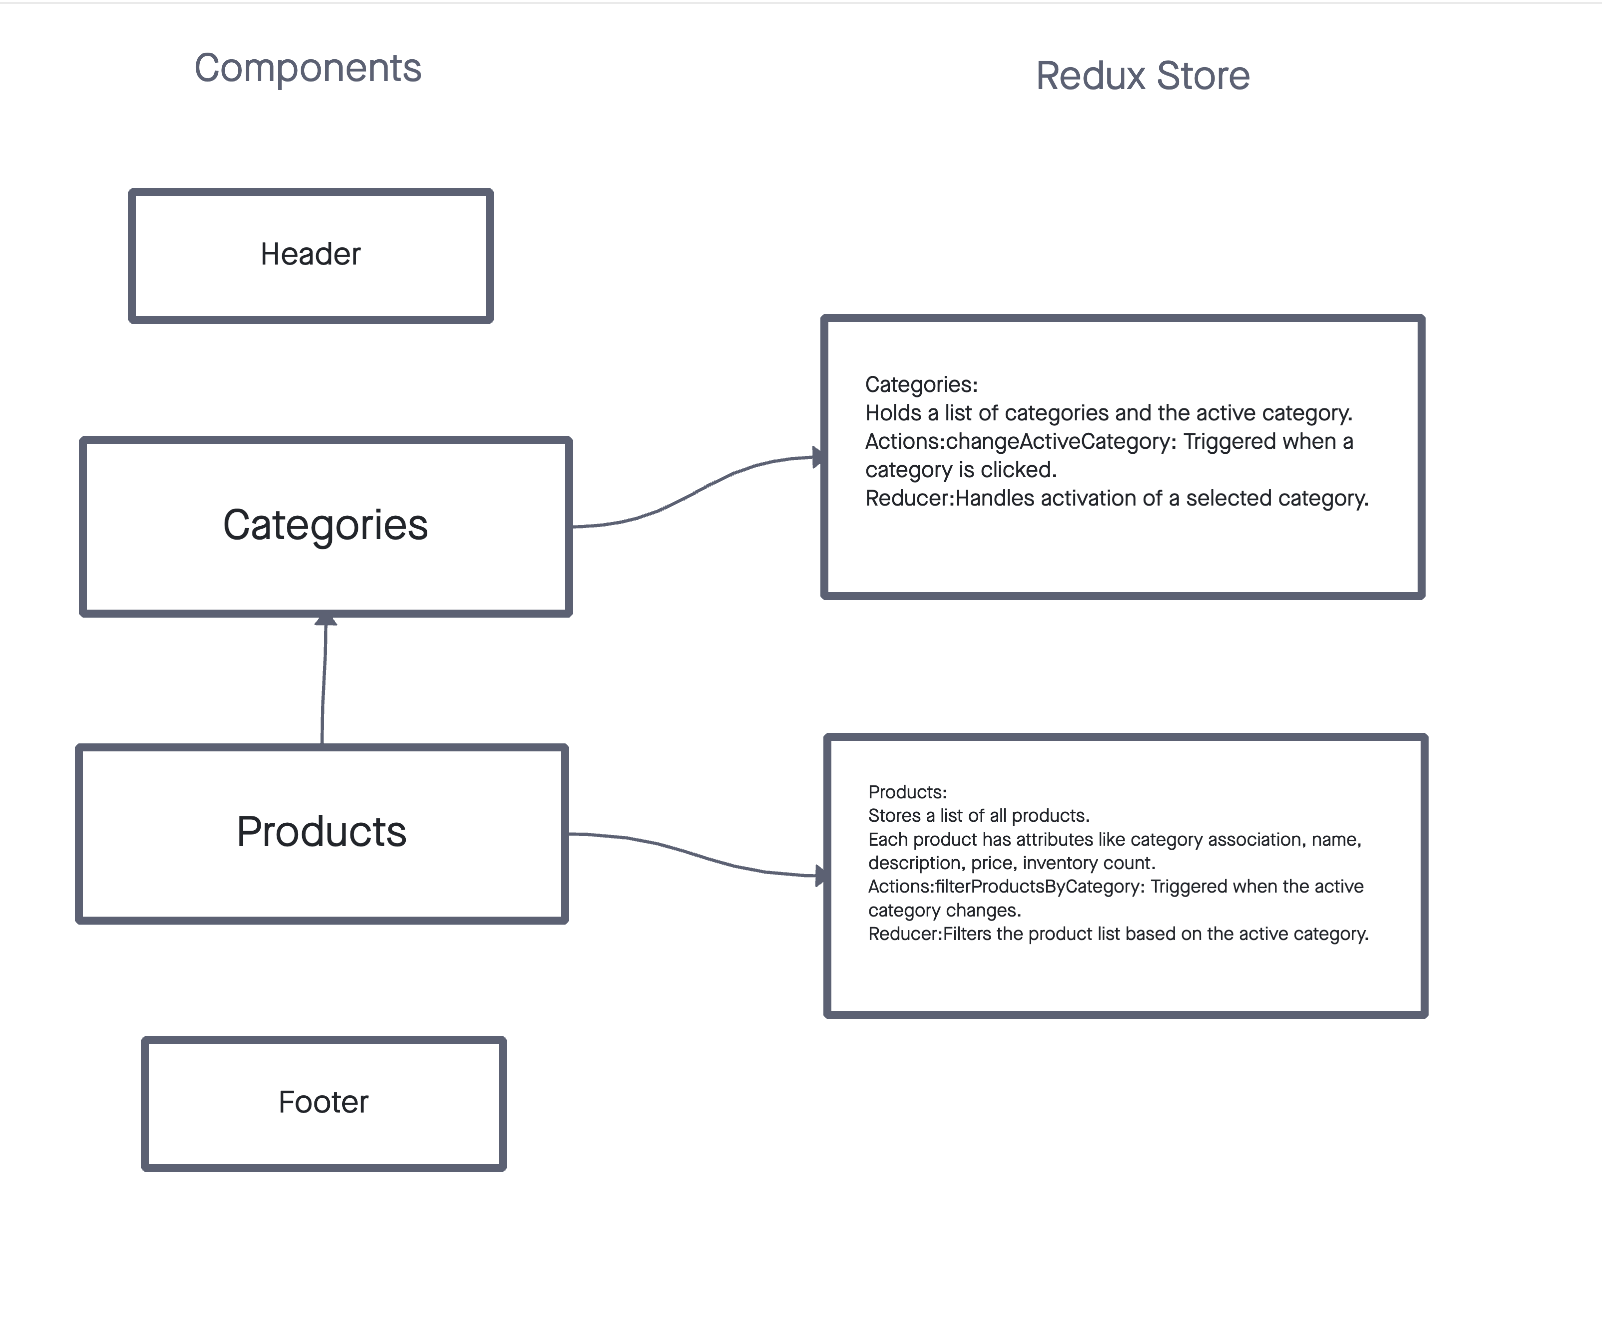 Components
Redux Store
Header
Categories
Products
Footer
Categories:
Holds a list of categories and the active category.
Actions:changeActiveCategory: Triggered when a
category is clicked.
Reducer:Handles activation of a selected category.
Products:
Stores a list of all products.
Each product has attributes like category association, name,
description, price, inventory count.
Actions:filterProductsByCategory: Triggered when the active
category changes.
Reducer:Filters the product list based on the active category.